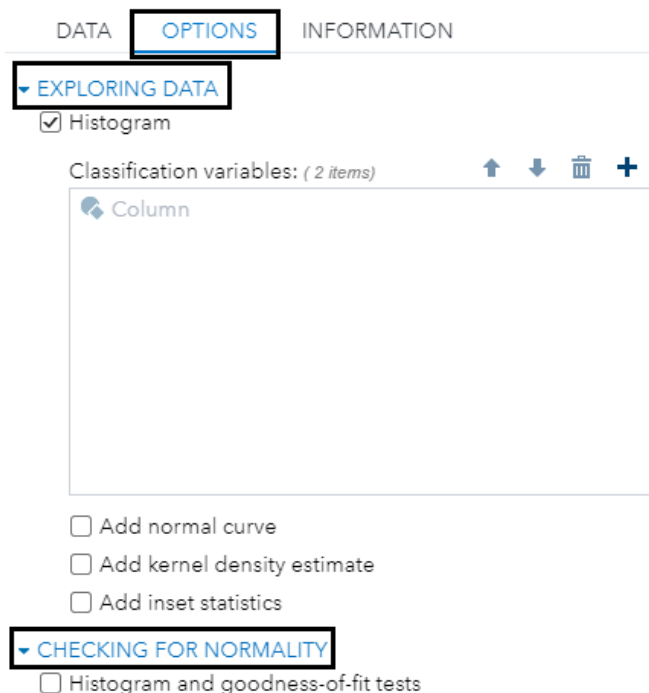 DATA OPTIONS INFORMATION
EXPLORING DATA
Histogram
Classification variables: ( 2 items)
Column
Add normal curve
Add kernel density estimate
Add inset statistics
CHECKING FOR NORMALITY
Histogram and goodness-of-fit tests